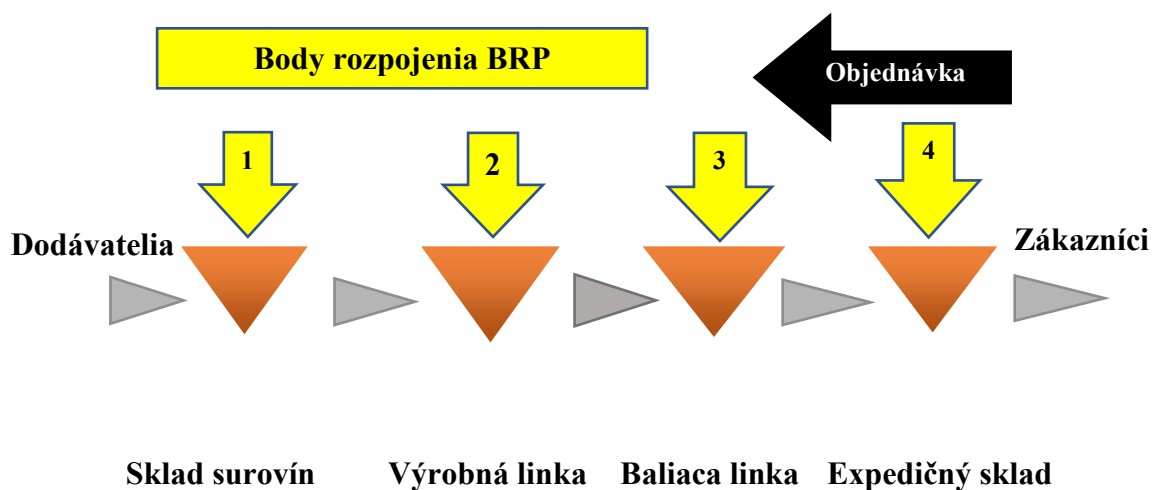 Body rozpojenia BRP
Objednávka
1
2
3
4
Dodávatelia
Zákazníci
Sklad surovín
Výrobná linka
Baliaca linka
Expedičný sklad